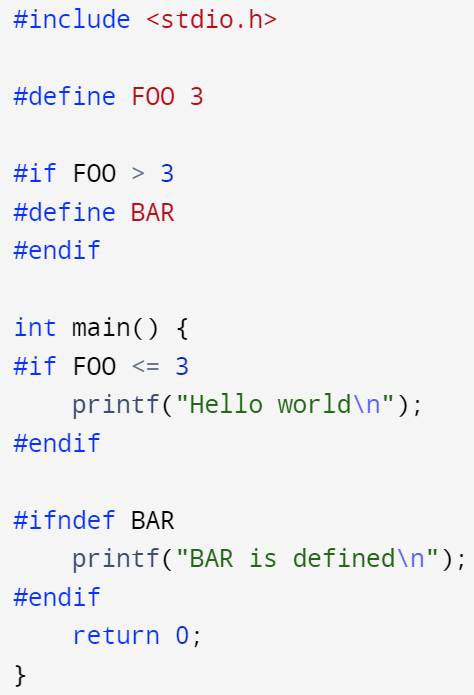 #include <stdio.h>

#define FOO 3

#if FOO > 3
#define BAR
#endif

int main() {
#if FOO <= 3
    printf("Hello world\n");
#endif

#ifndef BAR
    printf("BAR is defined\n");
#endif
    return 0;
}